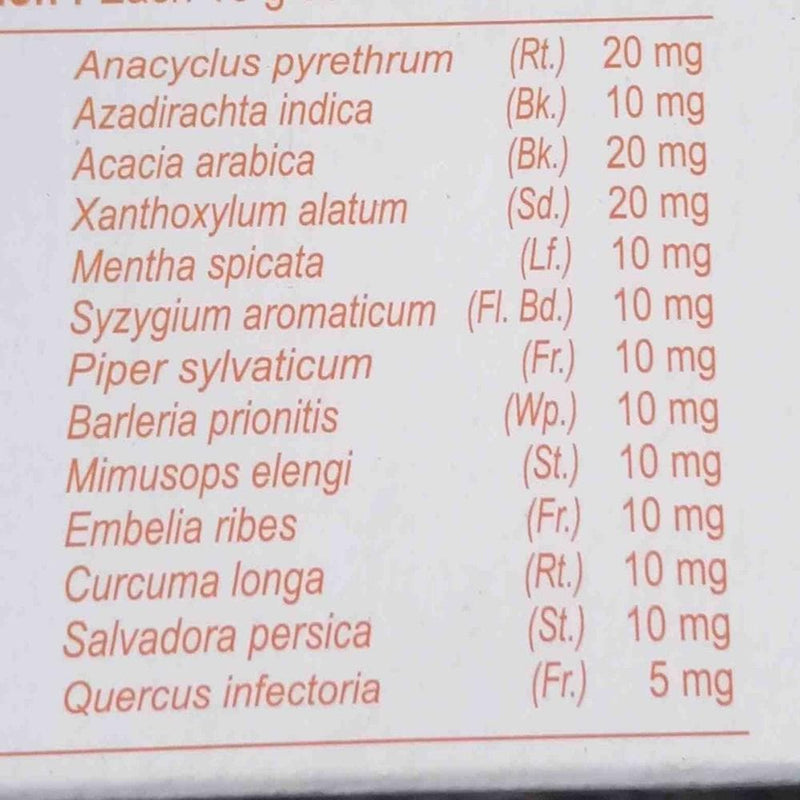 Anacyclus pyrethrum (Rt.) 20 mg
Azadirachta indica (Bk.) 10 mg
Acacia arabica (Bk.) 20 mg
Xanthoxylum alatum (Sd.) 20 mg
Mentha spicata (Lf.) 10 mg
Syzygium aromaticum (Fl. Bd.) 10 mg
Piper sylvaticum (Fr.) 10 mg
Barleria prionitis (Wp.) 10 mg
Mimusops elengi (St.) 10 mg
Embelia ribes (Fr.) 10 mg
Curcuma longa (Rt.) 10 mg
Salvadora persica (St.) 10 mg
Quercus infectoria (Fr.) 5 mg